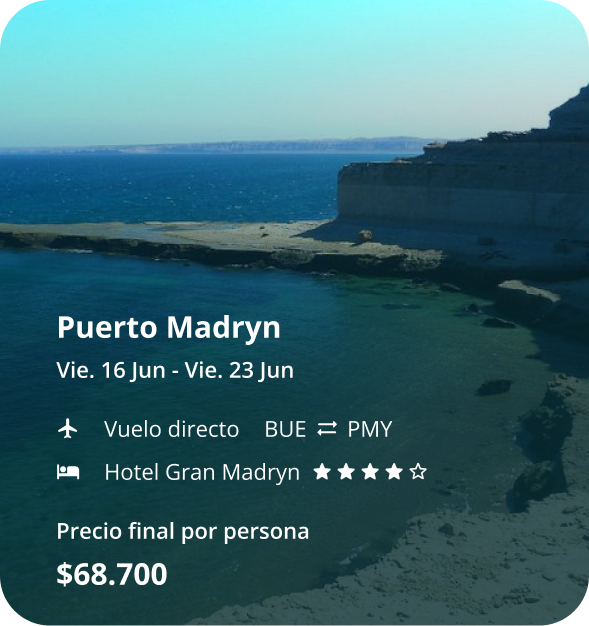 Puerto Madryn
Vie. 16 Jun - Vie. 23 Jun
Vuelo directo BUE ⇄ PMY
Hotel Gran Madryn ★★★★☆
Precio final por persona
$68.700